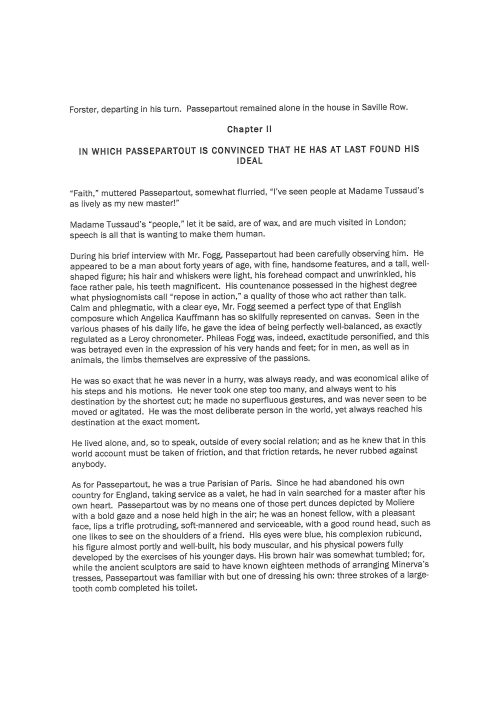 Forster, departing in his turn.  Passepartout remained alone in the house in Saville Row.
Chapter II
IN WHICH PASSEPARTOUT IS CONVINCED THAT HE HAS AT LAST FOUND HIS
IDEAL
“Faith,” muttered Passepartout, somewhat flurried, “I’ve seen people at Madame Tussaud’s
as lively as my new master!”
Madame Tussaud’s “people,” let it be said, are of wax, and are much visited in London;
speech is all that is wanting to make them human.
During his brief interview with Mr. Fogg, Passepartout had been carefully observing him.  He
appeared to be a man about forty years of age, with fine, handsome features, and a tall, well-
shaped figure; his hair and whiskers were light, his forehead compact and unwrinkled, his
face rather pale, his teeth magnificent.  His countenance possessed in the highest degree
what physiognomists call “repose in action,” a quality of those who act rather than talk.
Calm and phlegmatic, with a clear eye, Mr. Fogg seemed a perfect type of that English
composure which Angelica Kauffmann has so skilfully represented on canvas.  Seen in the
various phases of his daily life, he gave the idea of being perfectly well-balanced, as exactly
regulated as a Leroy chronometer.  Phileas Fogg was, indeed, exactitude personified, and this
was betrayed even in the expression of his very hands and feet; for in men, as well as in
animals, the limbs themselves are expressive of the passions.
He was so exact that he was never in a hurry, was always ready, and was economical alike of
his steps and his motions.  He never took one step too many, and always went to his
destination by the shortest cut; he made no superfluous gestures, and was never seen to be
moved or agitated.  He was the most deliberate person in the world, yet always reached his
destination at the exact moment.
He lived alone, and, so to speak, outside of every social relation; and as he knew that in this
world account must be taken of friction, and that friction retards, he never rubbed against
anybody.
As for Passepartout, he was a true Parisian of Paris.  Since he had abandoned his own
country for England, taking service as a valet, he had in vain searched for a master after his
own heart.  Passepartout was by no means one of those pert dunces depicted by Moliere
with a bold gaze and a nose held high in the air; he was an honest fellow, with a pleasant
face, lips a trifle protruding, soft-mannered and serviceable, with a good round head, such as
one likes to see on the shoulders of a friend.  His eyes were blue, his complexion rubicund,
his figure almost portly and well-built, his body muscular, and his physical powers fully
developed by the exercises of his younger days. His brown hair was somewhat tumbled; for,
while the ancient sculptors are said to have known eighteen methods of arranging Minerva’s
tresses, Passepartout was familiar with but one of dressing his own: three strokes of a large-
tooth comb completed his toilet.